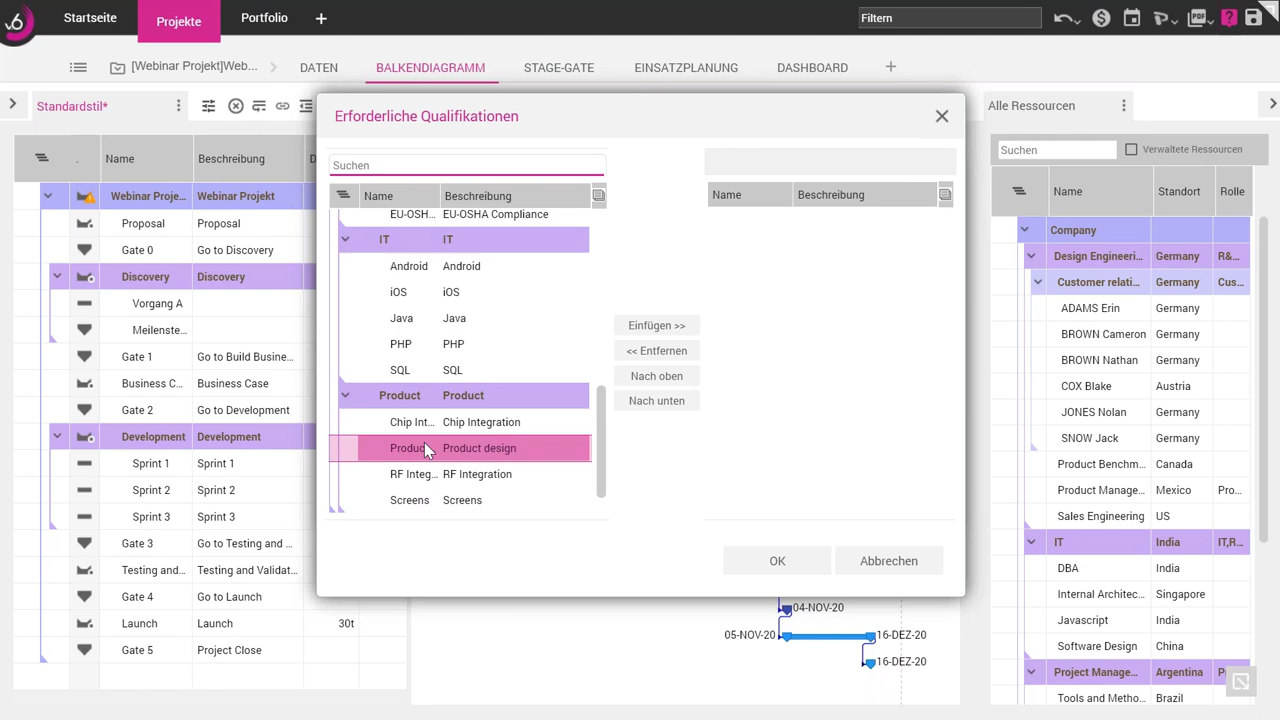 v6
Startseite
Projekte
Portfolio
+
Filtern
[Webinar Projekt]Web...
DATEN
BALKENDIAGRAMM
STAGE-GATE
EINSATZPLANUNG
DASHBOARD
+
Standardstil*
Name
Beschreibung
D
Webinar Proje...
Webinar Projekt
Proposal
Proposal
Gate 0
Go to Discovery
Discovery
Discovery
Vorgang A
Meilenste...
Gate 1
Go to Build Busine...
Business C...
Business Case
Gate 2
Go to Development
Development
Development
Sprint 1
Sprint 1
Sprint 2
Sprint 2
Sprint 3
Sprint 3
Gate 3
Go to Testing and ...
Testing and...
Testing and Validat...
Gate 4
Go to Launch
Launch
Launch
30t
Gate 5
Project Close
Erforderliche Qualifikationen
Suchen
Name
Beschreibung
EU-OSH...
EU-OSHA Compliance
IT
IT
Android
Android
iOS
iOS
Java
Java
PHP
PHP
SQL
SQL
Product
Product
Chip Int...
Chip Integration
Produc
Product design
RF Integ...
RF Integration
Screens
Screens
Einfügen >>
<< Entfernen
Nach oben
Nach unten
Name
Beschreibung
OK
Abbrechen
04-NOV-20
05-NOV-20
16-DEZ-20
16-DEZ-20
Alle Ressourcen
Suchen
Verwaltete Ressourcen
Name
Standort
Rolle
Company
Design Engineeri...
Germany
R&...
Customer relati...
Germany
Cus...
ADAMS Erin
Germany
BROWN Cameron
Germany
BROWN Nathan
Germany
COX Blake
Austria
JONES Nolan
Germany
SNOW Jack
Germany
Product Benchm...
Canada
Product Manage...
Mexico
Pro...
Sales Engineering
US
IT
India
IT,R...
DBA
India
Internal Architec...
Singapore
Javascript
India
Software Design
China
Project Manage...
Argentina
R
Tools and Metho...
Brazil